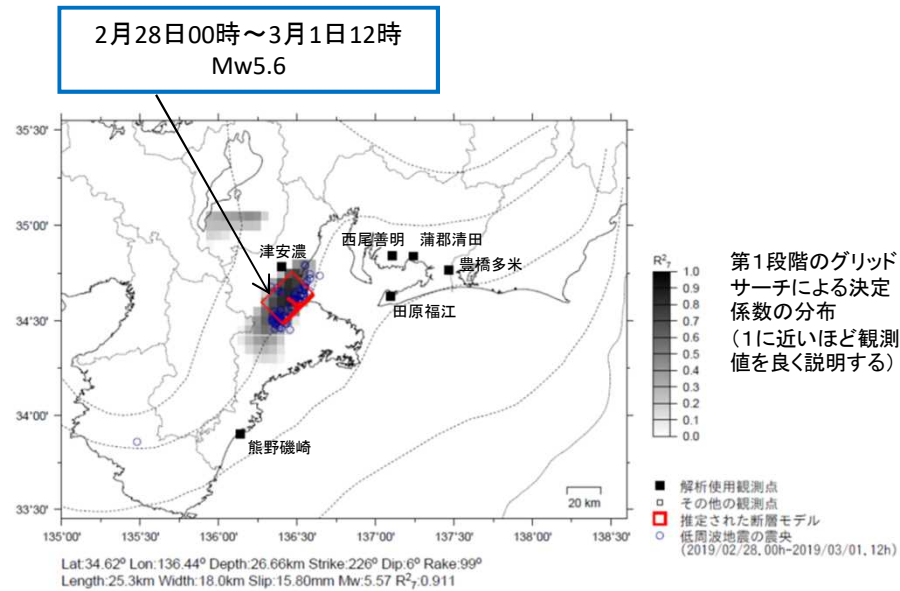 2月28日00時～3月1日12時
Mw5.6
35°30'
35°00'
34°30'
34°00'
33°30'
津安濃
西尾善明
蒲郡清田
豊橋多米
田原福江
熊野磯崎
20 km
135°00'
135°30'
136°00'
136°30'
137°00'
137°30'
138°00'
138°30'
R²₇
1.0
0.9
0.8
0.7
0.6
0.5
0.4
0.3
0.2
0.1
0.0
第1段階のグリッド
サーチによる決定
係数の分布
(1に近いほど観測
値を良く説明する)
解析使用観測点
その他の観測点
推定された断層モデル
低周波地震の震央
(2019/02/28, 00h-2019/03/01, 12h)
Lat:34.62º Lon:136.44º Depth:26.66km Strike:226º Dip:6º Rake:99º
Length:25.3km Width:18.0km Slip:15.80mm Mw:5.57 R²₇:0.911